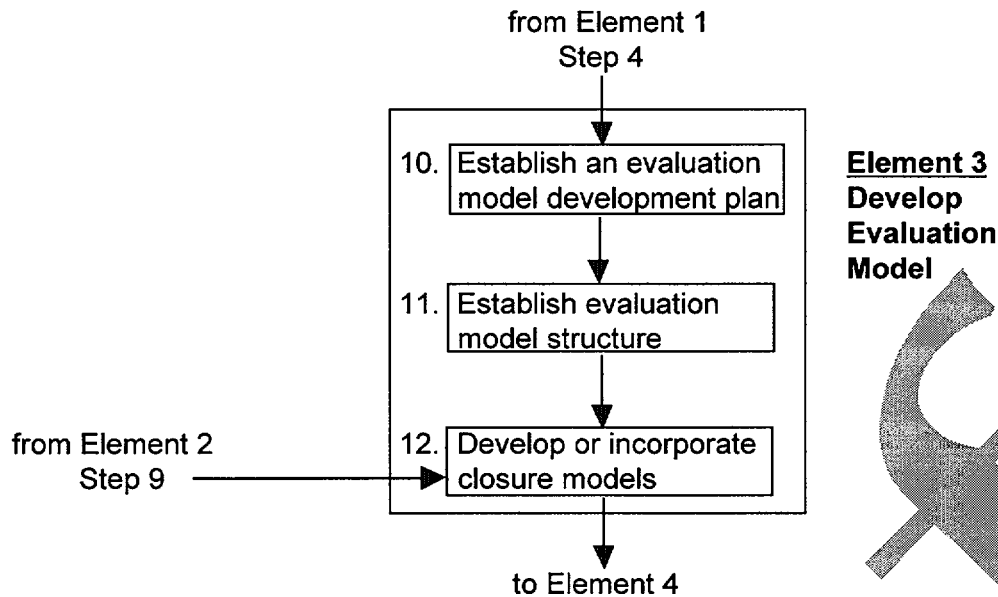 from Element 1
Step 4
10. Establish an evaluation
model development plan
Element 3
Develop
Evaluation
Model
11. Establish evaluation
model structure
from Element 2
Step 9
12. Develop or incorporate
closure models
to Element 4